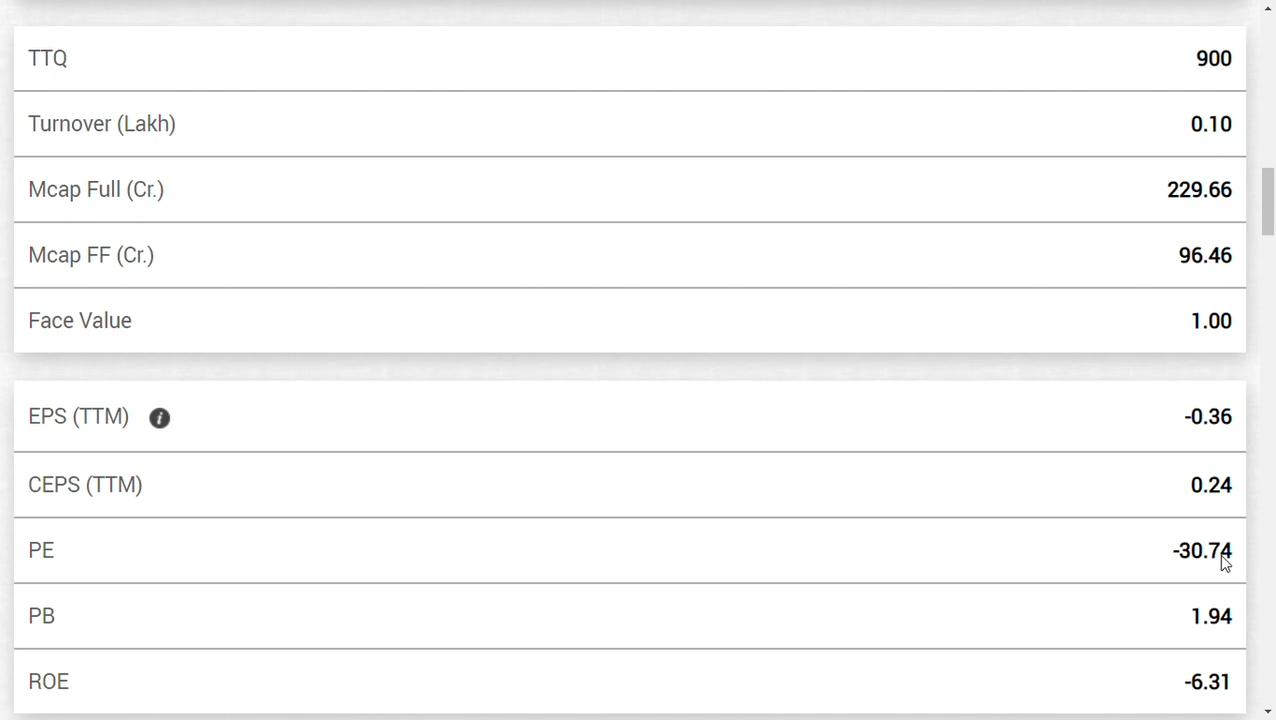 TTQ 900
Turnover (Lakh) 0.10
Mcap Full (Cr.) 229.66
Mcap FF (Cr.) 96.46
Face Value 1.00
EPS (TTM) i -0.36
CEPS (TTM) 0.24
PE -30.74
PB 1.94
ROE -6.31